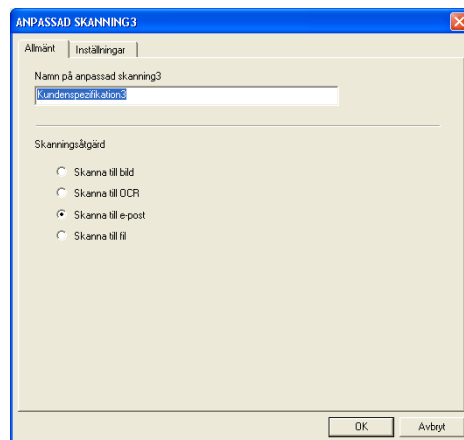 ANPASSAD SKANNING3
Allmänt Inställningar
Namn på anpassad skanning3
Kundenspezifikation3
Skanningsåtgärd
Skanna till bild
Skanna till OCR
Skanna till e-post
Skanna till fil
OK Avbryt